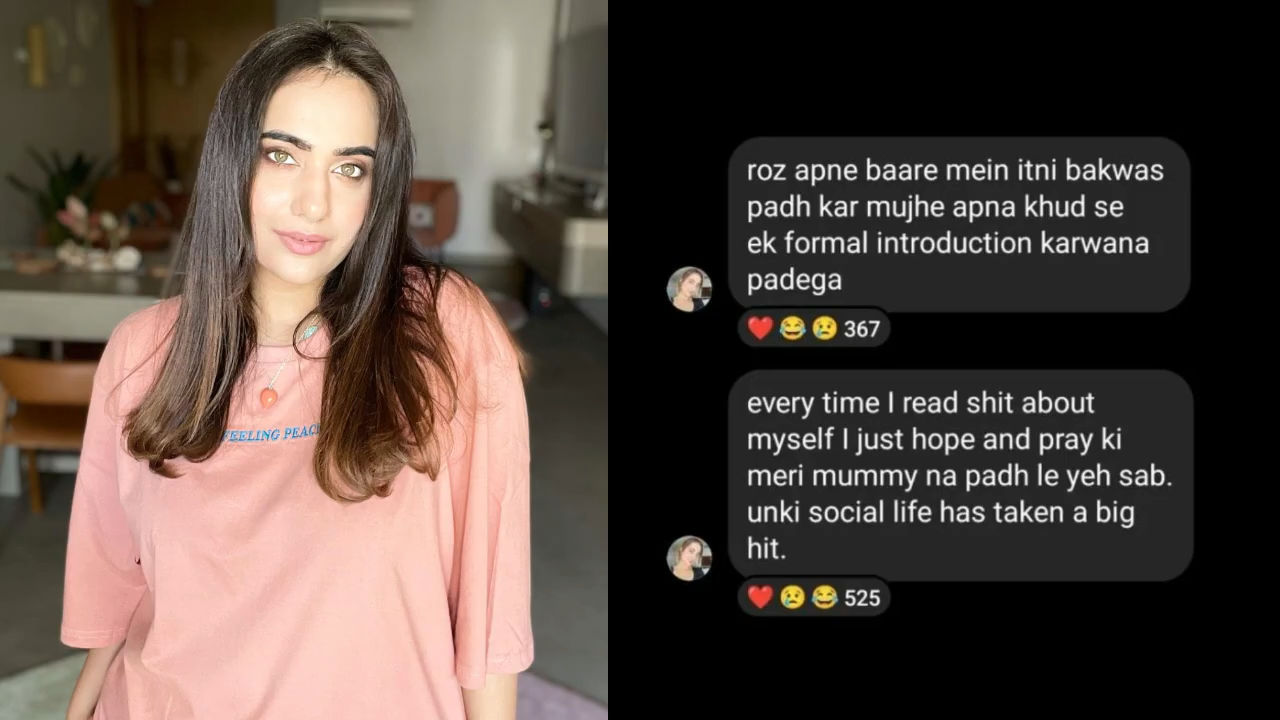 FEELING PEAC
roz apne baare mein itni bakwas
padh kar mujhe apna khud se
ek formal introduction karwana
padega
❤️😂😢 367
every time I read shit about
myself I just hope and pray ki
meri mummy na padh le yeh sab.
unki social life has taken a big
hit.
❤️😢😂 525